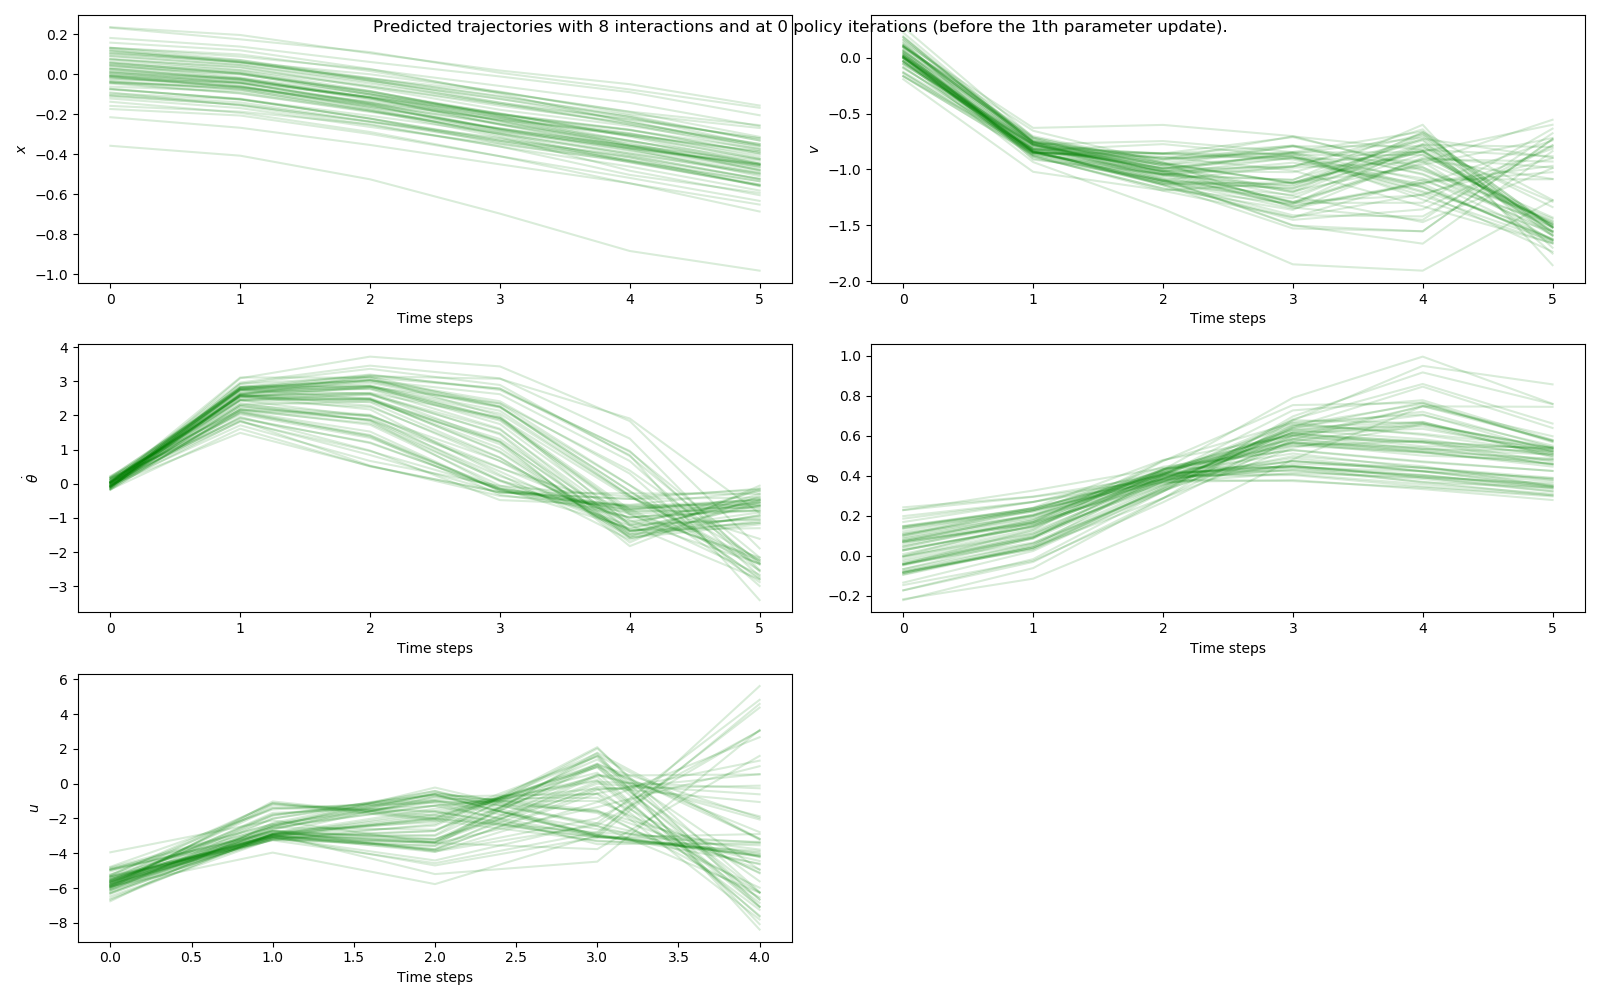 Predicted trajectories with 8 interactions and at 0 policy iterations (before the 1th parameter update).
0.2
0.0
−0.2
−0.4
−0.6
−0.8
−1.0
x
0 1 2 3 4 5
Time steps
0.0
−0.5
−1.0
−1.5
−2.0
v
0 1 2 3 4 5
Time steps
4
3
2
1
0
−1
−2
−3
θ̇
0 1 2 3 4 5
Time steps
1.0
0.8
0.6
0.4
0.2
0.0
−0.2
θ
0 1 2 3 4 5
Time steps
6
4
2
0
−2
−4
−6
−8
u
0.0 0.5 1.0 1.5 2.0 2.5 3.0 3.5 4.0
Time steps